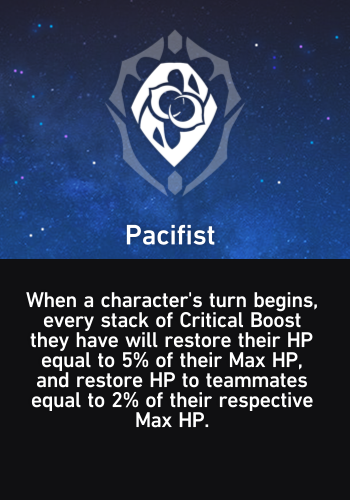 Pacifist
When a character's turn begins,
every stack of Critical Boost
they have will restore their HP
equal to 5% of their Max HP,
and restore HP to teammates
equal to 2% of their respective
Max HP.